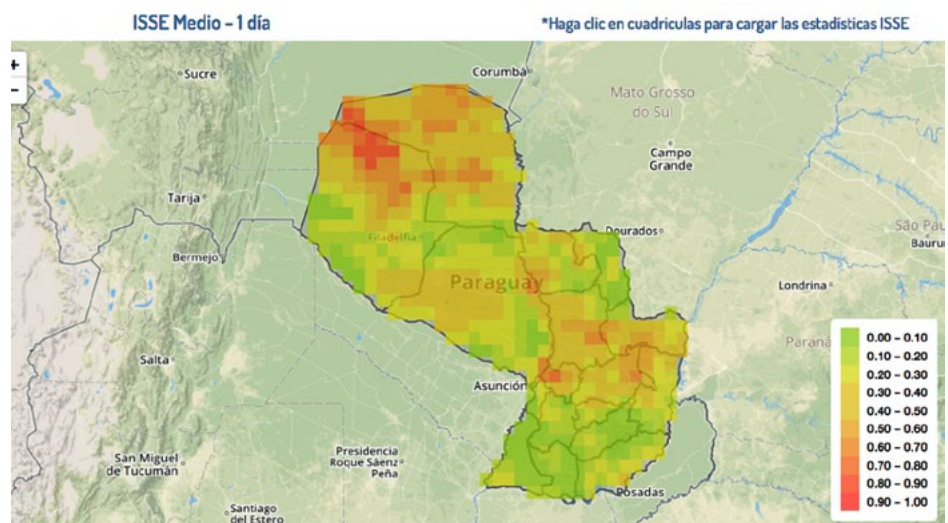 ISSE Medio – 1 día
*Haga clic en cuadriculas para cargar las estadísticas ISSE
+
−
Sucre
Corumbá
Mato Grosso
do Sul
Campo
Grande
Tarija
Dourados
São Pau
Bauru
Filadelfia
Bermejo
Paraguay
Londrina
Paraná
Salta
Asunción
San Miguel
de Tucumán
Presidencia
Roque Sáenz
Peña
Posadas
Santiago
del Estero
0.00 – 0.10
0.10 – 0.20
0.20 – 0.30
0.30 – 0.40
0.40 – 0.50
0.50 – 0.60
0.60 – 0.70
0.70 – 0.80
0.80 – 0.90
0.90 – 1.00